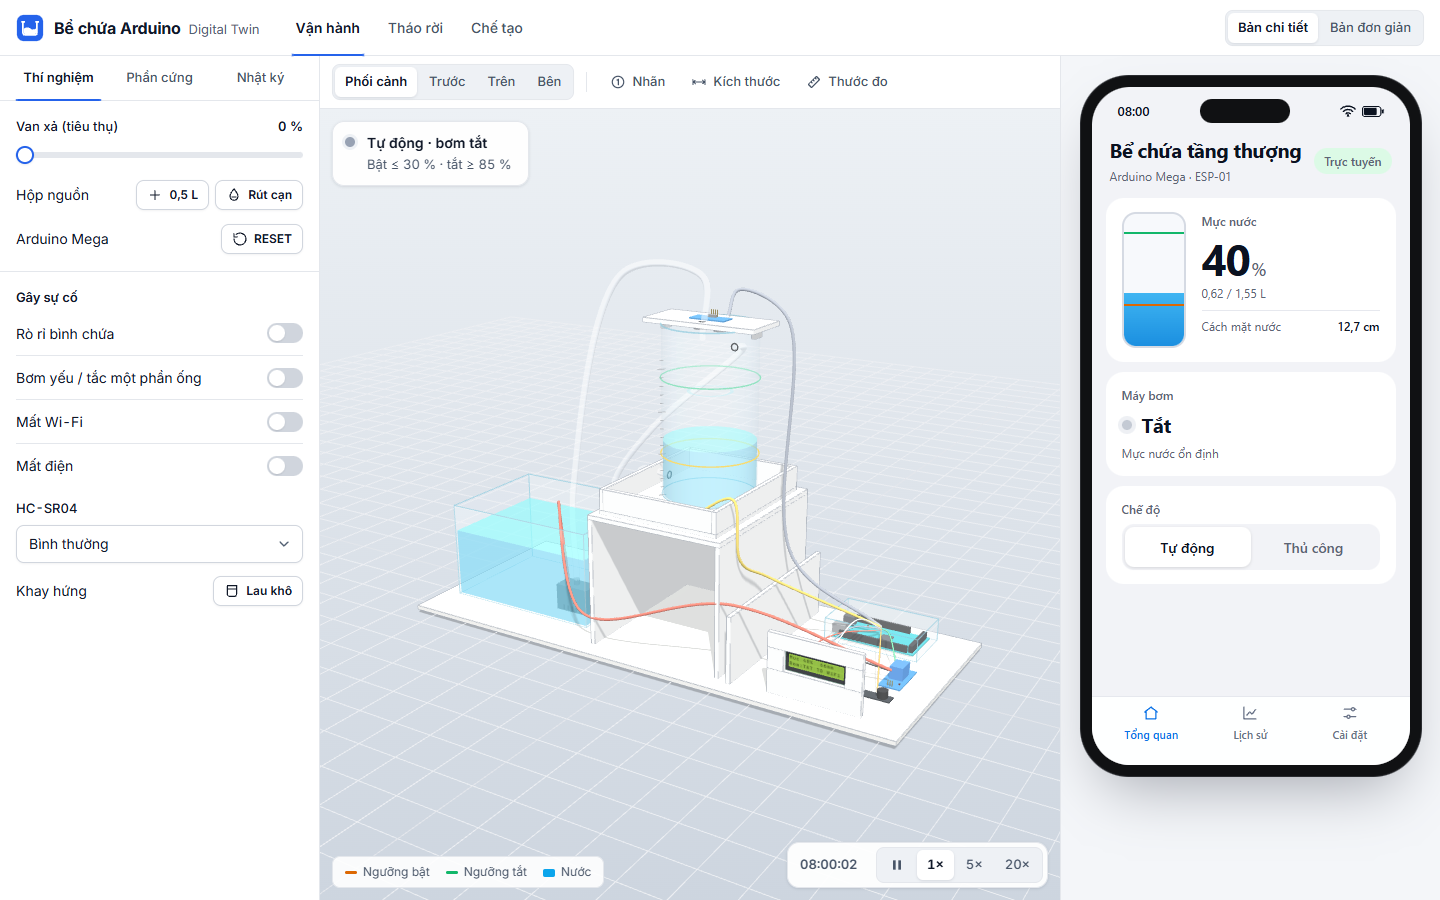 Bể chứa Arduino Digital Twin
Vận hành
Tháo rời
Chế tạo
Bản chi tiết
Bản đơn giản
Thí nghiệm
Phần cứng
Nhật ký
Van xả (tiêu thụ)
0 %
Hộp nguồn
0,5 L
Rút cạn
Arduino Mega
RESET
Gây sự cố
Rò rỉ bình chứa
Bơm yếu / tắc một phần ống
Mất Wi-Fi
Mất điện
HC-SR04
Bình thường
Khay hứng
Lau khô
Phối cảnh
Trước
Trên
Bên
Nhãn
Kích thước
Thước đo
Tự động · bơm tắt
Bật ≤ 30 % · tắt ≥ 85 %
0
Ngưỡng bật
Ngưỡng tắt
Nước
08:00:02
1×
5×
20×
08:00
Bể chứa tầng thượng
Arduino Mega · ESP-01
Trực tuyến
Mực nước
40%
0,62 / 1,55 L
Cách mặt nước
12,7 cm
Máy bơm
Tắt
Mực nước ổn định
Chế độ
Tự động
Thủ công
Tổng quan
Lịch sử
Cài đặt